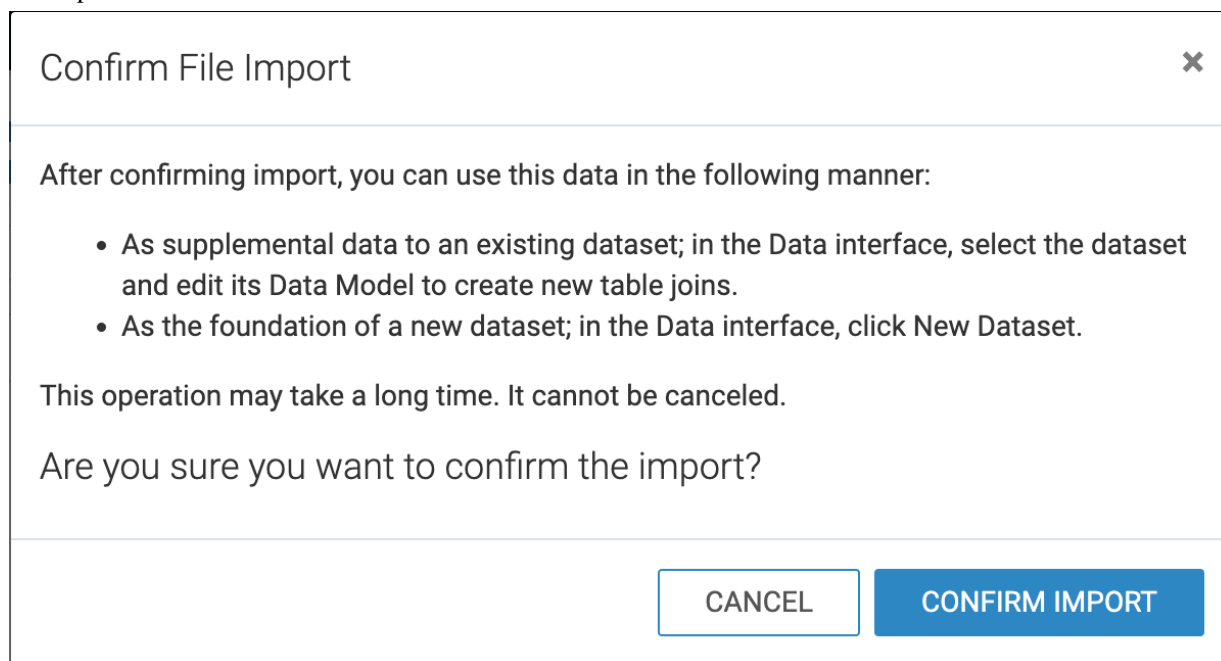 Confirm File Import
After confirming import, you can use this data in the following manner:
• As supplemental data to an existing dataset; in the Data interface, select the dataset
and edit its Data Model to create new table joins.
• As the foundation of a new dataset; in the Data interface, click New Dataset.
This operation may take a long time. It cannot be canceled.
Are you sure you want to confirm the import?
CANCEL CONFIRM IMPORT